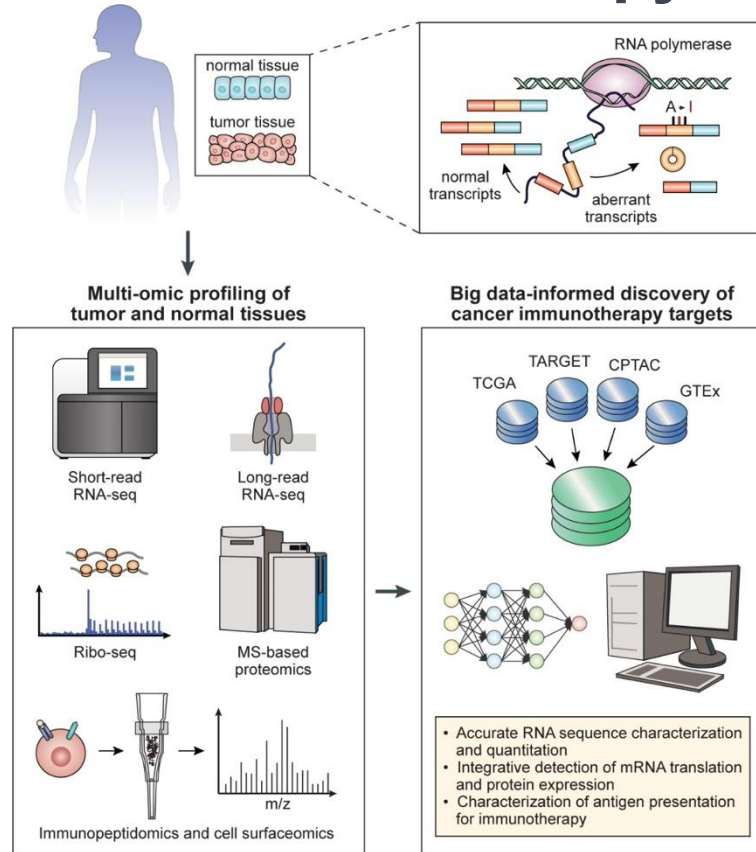 normal tissue
tumor tissue
RNA polymerase
A
I
normal
transcripts
aberrant
transcripts
Multi-omic profiling of
tumor and normal tissues
Short-read
RNA-seq
Long-read
RNA-seq
Ribo-seq
MS-based
proteomics
m/z
Immunopeptidomics and cell surfaceomics
Big data-informed discovery of
cancer immunotherapy targets
TCGA
TARGET
CPTAC
GTEx
• Accurate RNA sequence characterization
and quantitation
• Integrative detection of mRNA translation
and protein expression
• Characterization of antigen presentation
for immunotherapy